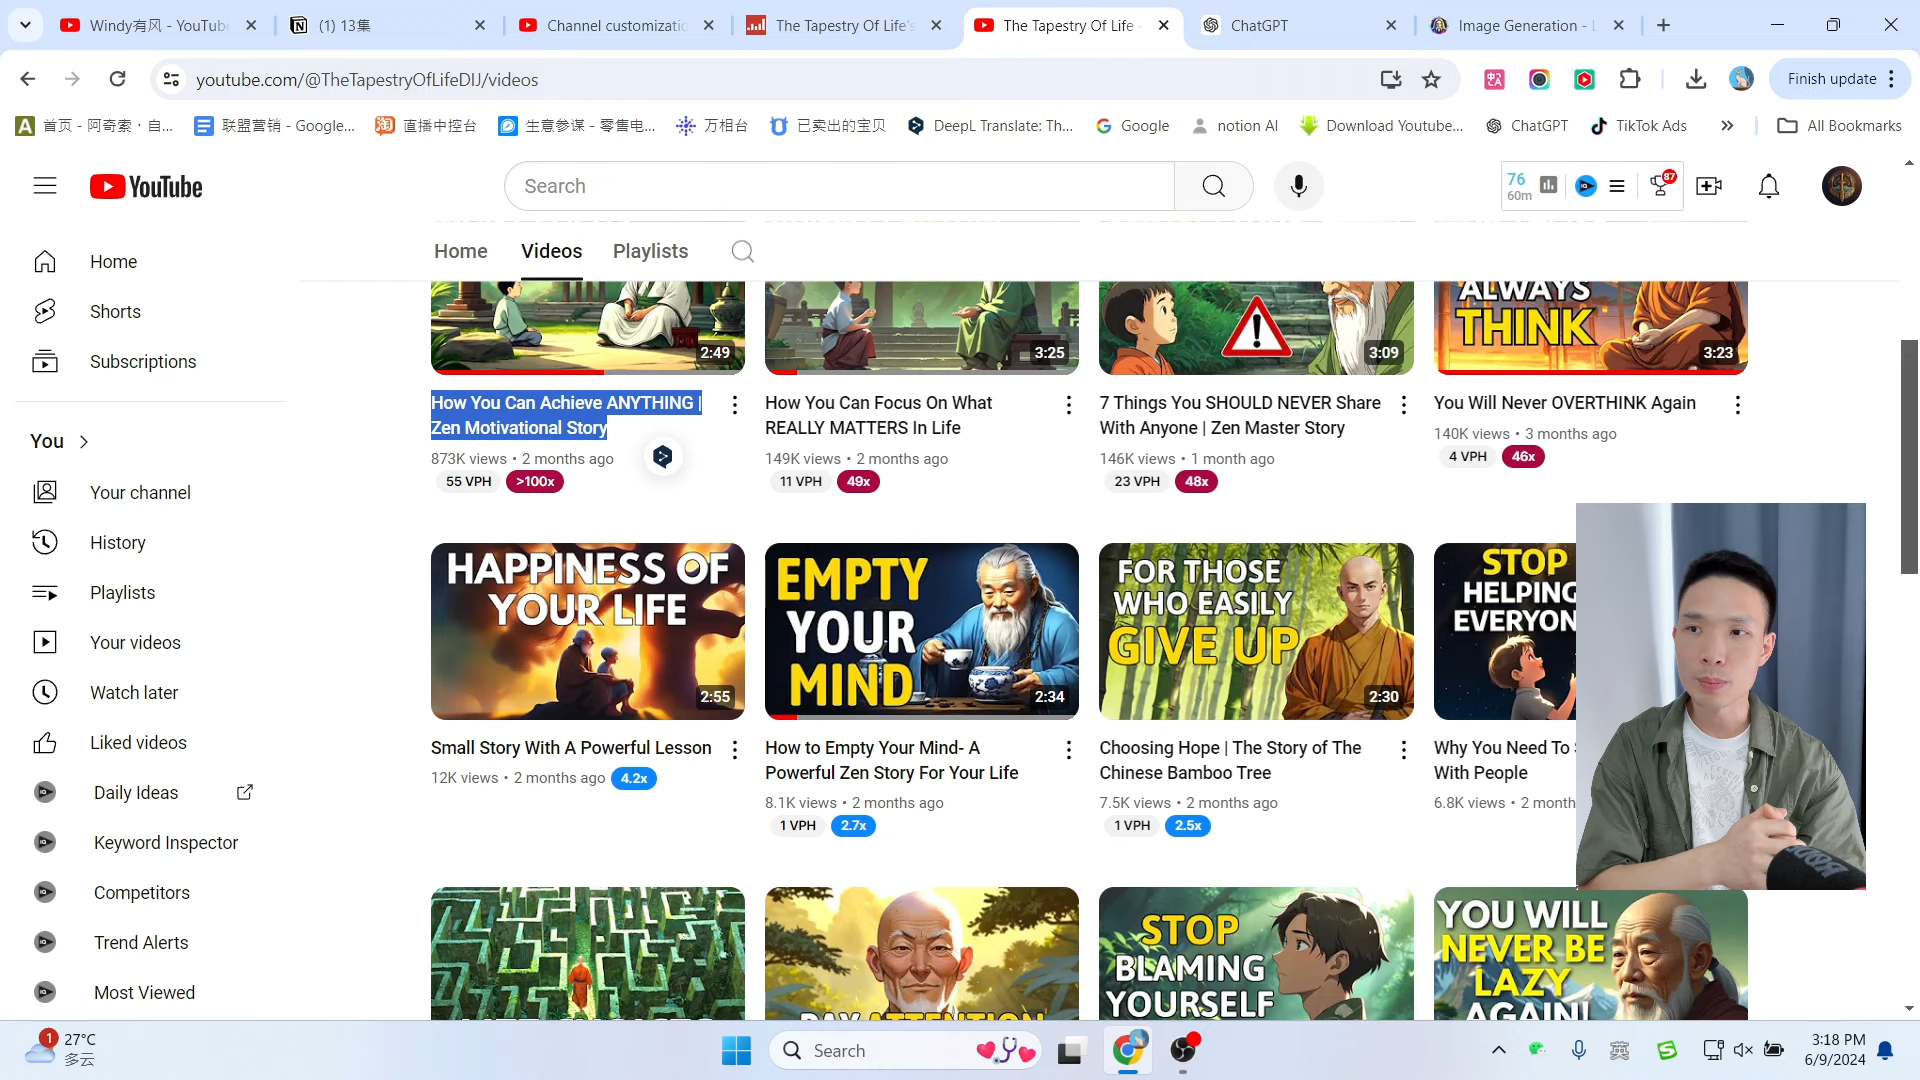 Windy有风 - YouTube
(1) 13集
Channel customizatio
The Tapestry Of Life's
The Tapestry Of Life -
ChatGPT
Image Generation - L
youtube.com/@TheTapestryOfLifeDIJ/videos
Finish update
首页 - 阿奇索 · 自...
联盟营销 - Google...
直播中控台
生意参谋 - 零售电...
万相台
已卖出的宝贝
DeepL Translate: Th...
Google
notion AI
Download Youtube...
ChatGPT
TikTok Ads
All Bookmarks
YouTube
Search
76
60m
87
Home
Videos
Playlists
Home
Shorts
Subscriptions
You
Your channel
History
Playlists
Your videos
Watch later
Liked videos
Daily Ideas
Keyword Inspector
Competitors
Trend Alerts
Most Viewed
2:49
3:25
3:09
ALWAYS
THINK
3:23
How You Can Achieve ANYTHING |
Zen Motivational Story
873K views • 2 months ago
55 VPH
>100x
How You Can Focus On What
REALLY MATTERS In Life
149K views • 2 months ago
11 VPH
49x
7 Things You SHOULD NEVER Share
With Anyone | Zen Master Story
146K views • 1 month ago
23 VPH
48x
You Will Never OVERTHINK Again
140K views • 3 months ago
4 VPH
46x
HAPPINESS OF
YOUR LIFE
2:55
EMPTY
YOUR
MIND
2:34
FOR THOSE
WHO EASILY
GIVE UP
2:30
STOP
HELPING
EVERYON
Small Story With A Powerful Lesson
12K views • 2 months ago
4.2x
How to Empty Your Mind- A
Powerful Zen Story For Your Life
8.1K views • 2 months ago
1 VPH
2.7x
Choosing Hope | The Story of The
Chinese Bamboo Tree
7.5K views • 2 months ago
1 VPH
2.5x
Why You Need To
With People
6.8K views • 2 month
PAY ATTENTION
STOP
BLAMING
YOURSELF
YOU WILL
NEVER BE
LAZY
AGAIN!
1
27°C
多云
Search
英
3:18 PM
6/9/2024